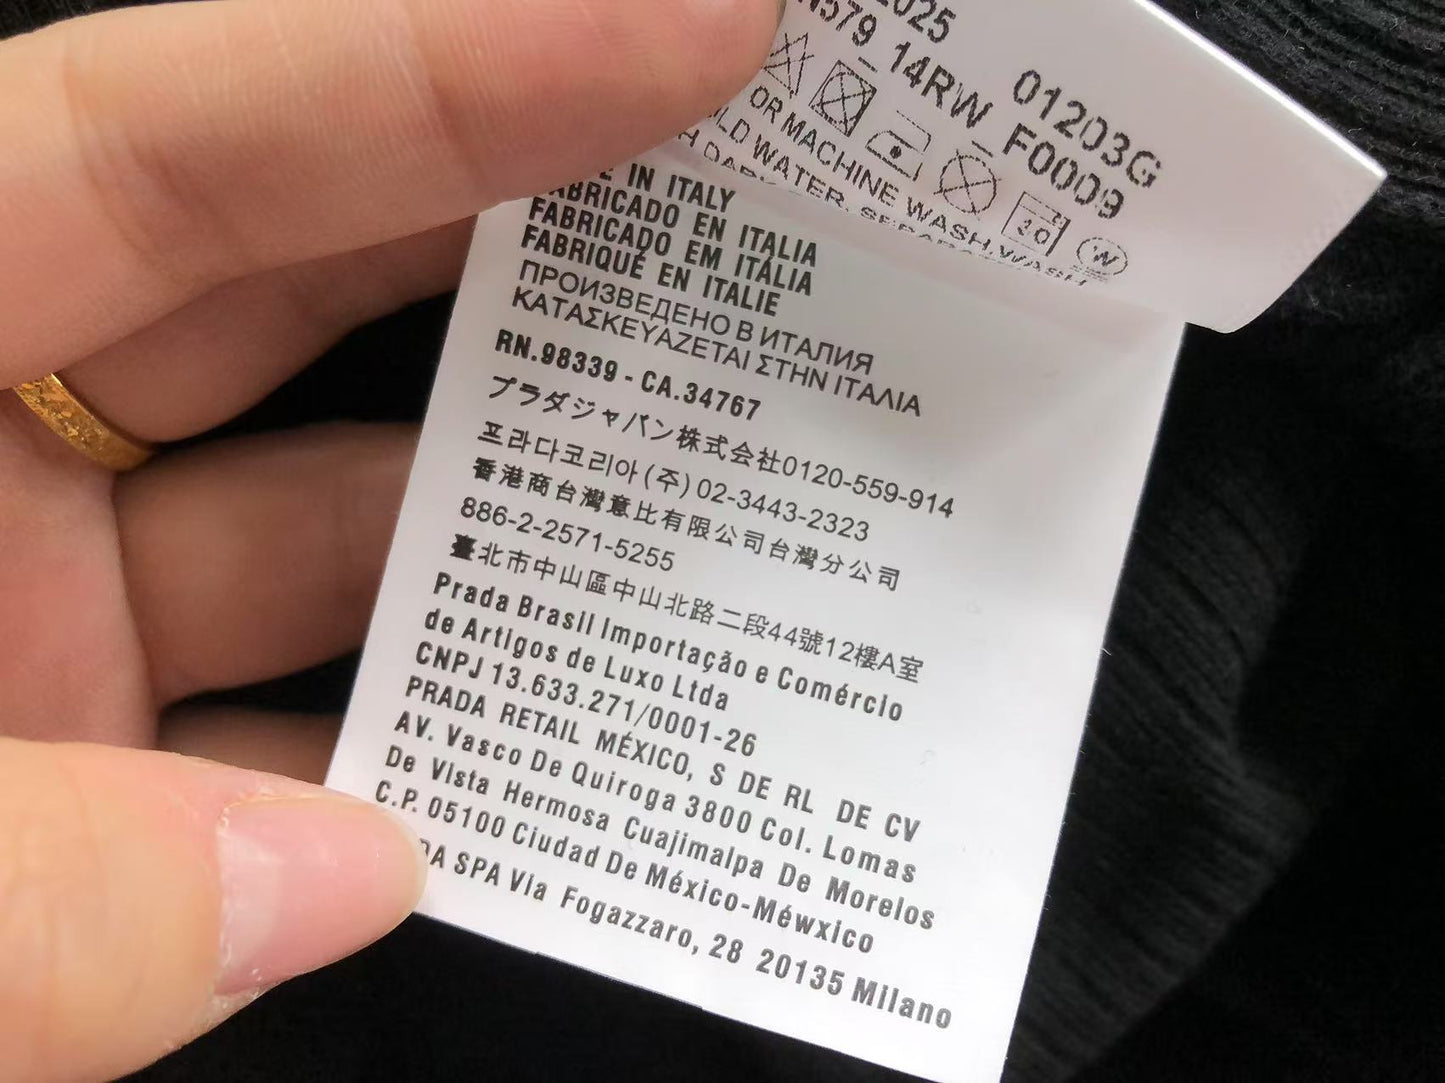 2025
14RW_F0009
01203G
OR MACHINE WASH.WASH
WATER. 
IN ITALY
FABRICADO EN ITALIA
FABRICADO EM ITÁLIA
FABRIQUÉ EN ITALIE
ПРОИЗВЕДЕНО В ИТАЛИЯ
ΚΑΤΑΣΚΕΥΑΖΕΤΑΙ ΣΤΗΝ ΙΤΑΛΙΑ
RN.98339 - CA.34767
プラダジャパン株式会社0120-559-914
프라다코리아(주) 02-3443-2323
香港商台灣意比有限公司台灣分公司
886-2-2571-5255
臺北市中山區中山北路二段44號12樓A室
Prada Brasil Importação e Comércio
de Artigos de Luxo Ltda
CNPJ 13.633.271/0001-26
PRADA RETAIL MÉXICO, S DE RL DE CV
AV. Vasco De Quiroga 3800 Col. Lomas
De Vista Hermosa Cuajimalpa De Morelos
C.P. 05100 Ciudad De México-Méwxico
SPA Via Fogazzaro, 28 20135 Milano